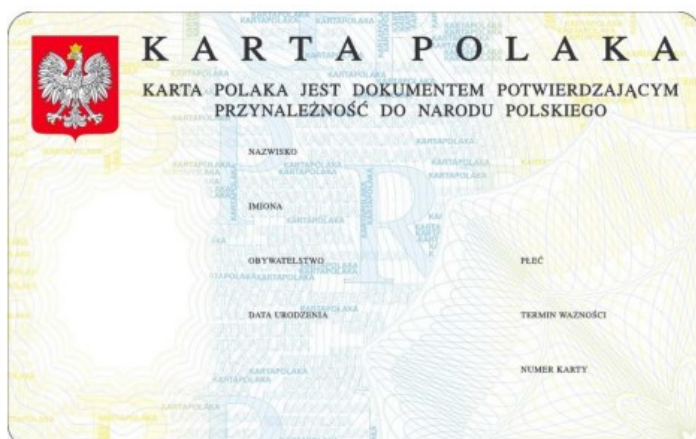 KARTA POLAKA
KARTA POLAKA JEST DOKUMENTEM POTWIERDZAJĄCYM
PRZYNALEŻNOŚĆ DO NARODU POLSKIEGO
NAZWISKO
IMIONA
OBYWATELSTWO
PŁEĆ
DATA URODZENIA
TERMIN WAŻNOŚCI
NUMER KARTY